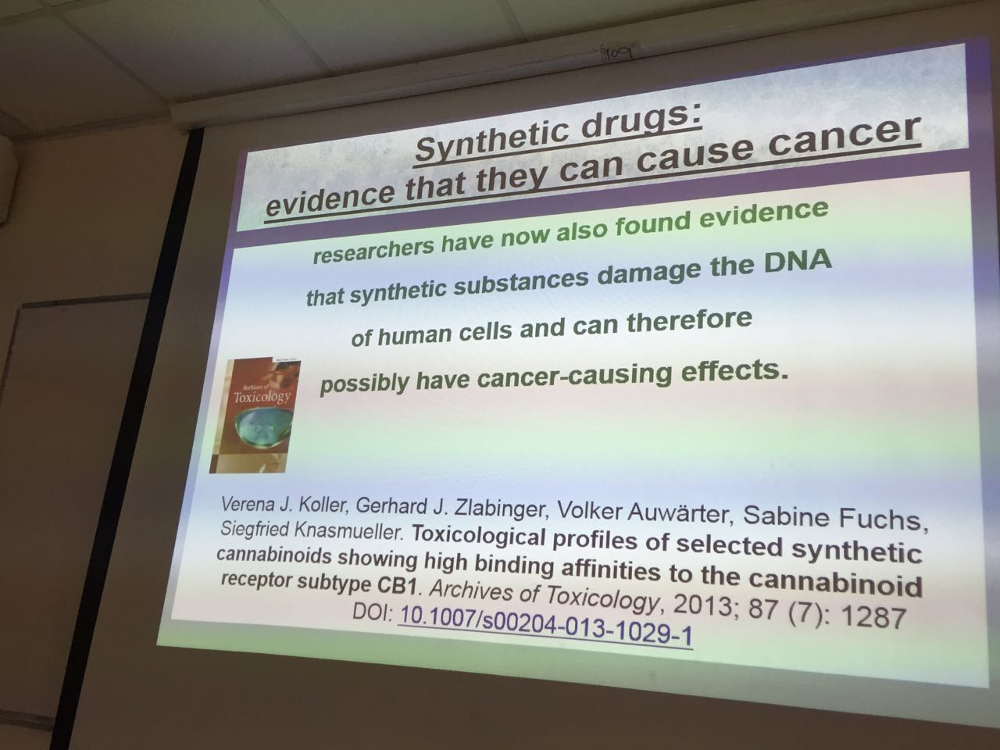 109
Synthetic drugs:
evidence that they can cause cancer
researchers have now also found evidence
that synthetic substances damage the DNA
of human cells and can therefore
possibly have cancer-causing effects.
Archives of
Toxicology
Verena J. Koller, Gerhard J. Zlabinger, Volker Auwärter, Sabine Fuchs,
Siegfried Knasmueller. Toxicological profiles of selected synthetic
cannabinoids showing high binding affinities to the cannabinoid
receptor subtype CB1. Archives of Toxicology, 2013; 87 (7): 1287
DOI: 10.1007/s00204-013-1029-1